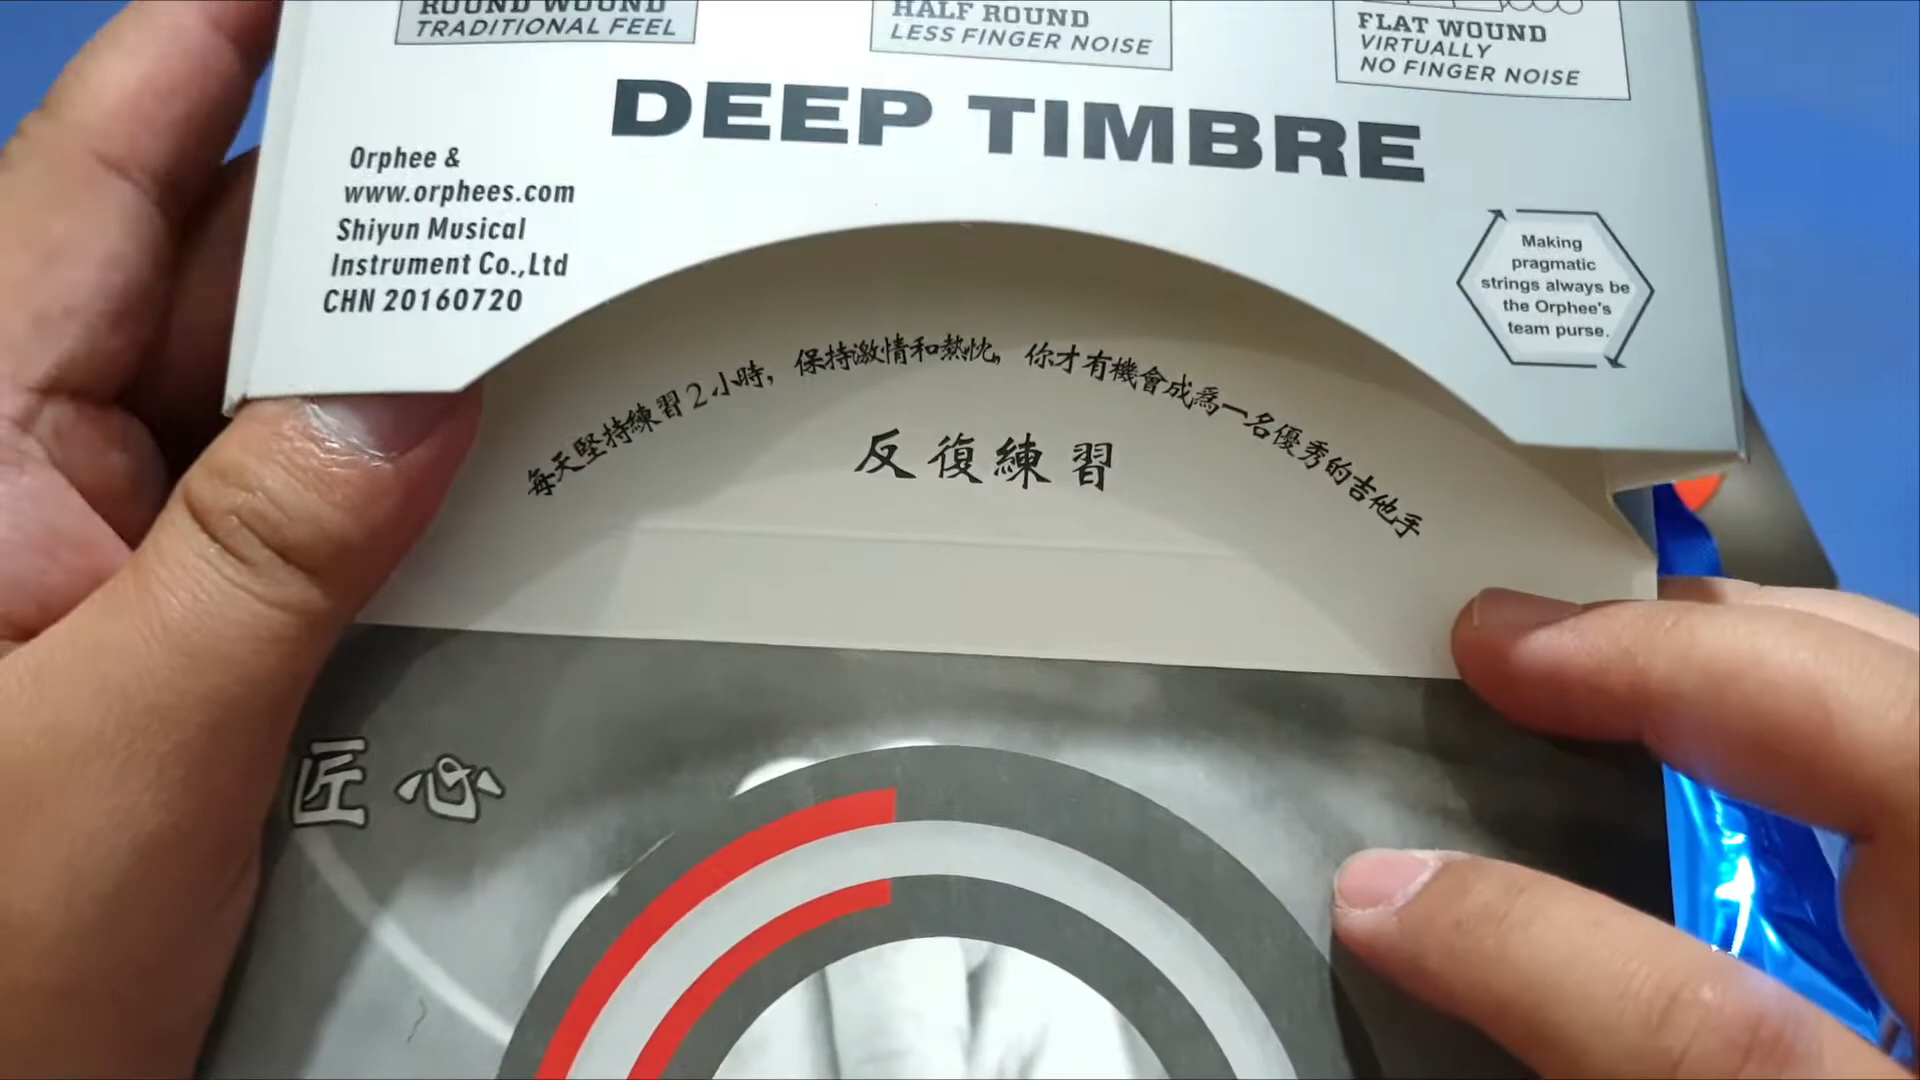 ROUND WOUND
TRADITIONAL FEEL
HALF ROUND
LESS FINGER NOISE
FLAT WOUND
VIRTUALLY
NO FINGER NOISE
DEEP TIMBRE
Orphee &
www.orphees.com
Shiyun Musical
Instrument Co.,Ltd
CHN 20160720
Making
pragmatic
strings always be
the Orphee's
team purse.
每天堅持練習2小時，保持激情和熱忱，你才有機會成爲一名優秀的吉他手
反復練習
匠心